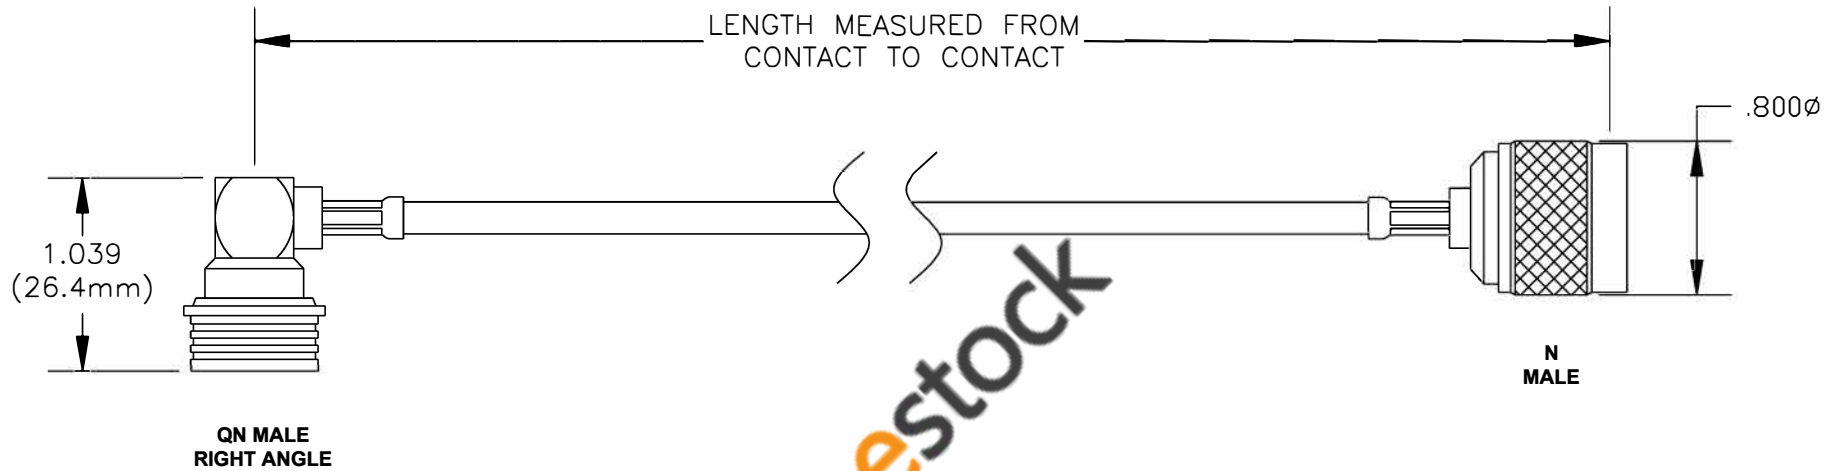 LENGTH MEASURED FROM
CONTACT TO CONTACT
.800ø
1.039
(26.4mm)
N
MALE
QN MALE
RIGHT ANGLE
estock